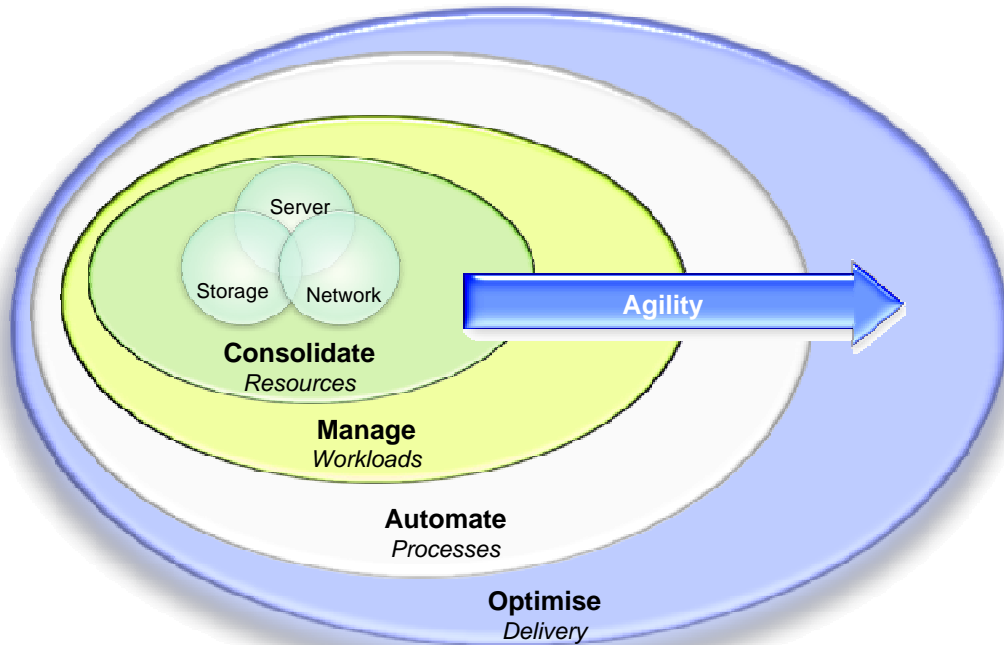 Server
Storage
Network
Agility
Consolidate
Resources
Manage
Workloads
Automate
Processes
Optimise
Delivery